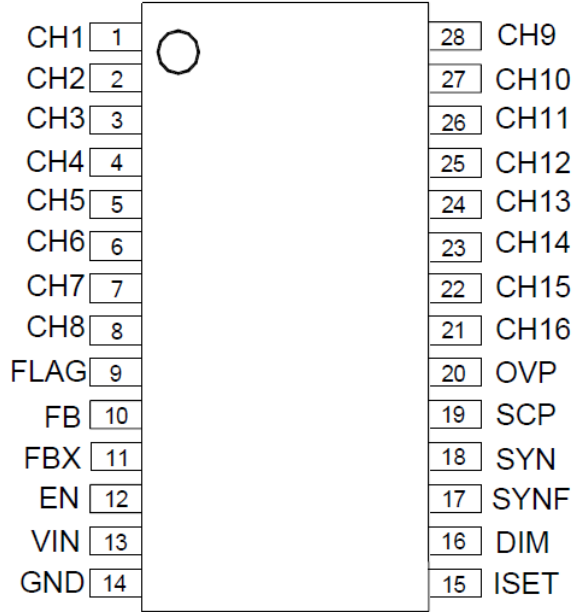 CH1 1 28 CH9
CH2 2 27 CH10
CH3 3 26 CH11
CH4 4 25 CH12
CH5 5 24 CH13
CH6 6 23 CH14
CH7 7 22 CH15
CH8 8 21 CH16
FLAG 9 20 OVP
FB 10 19 SCP
FBX 11 18 SYN
EN 12 17 SYNF
VIN 13 16 DIM
GND 14 15 ISET